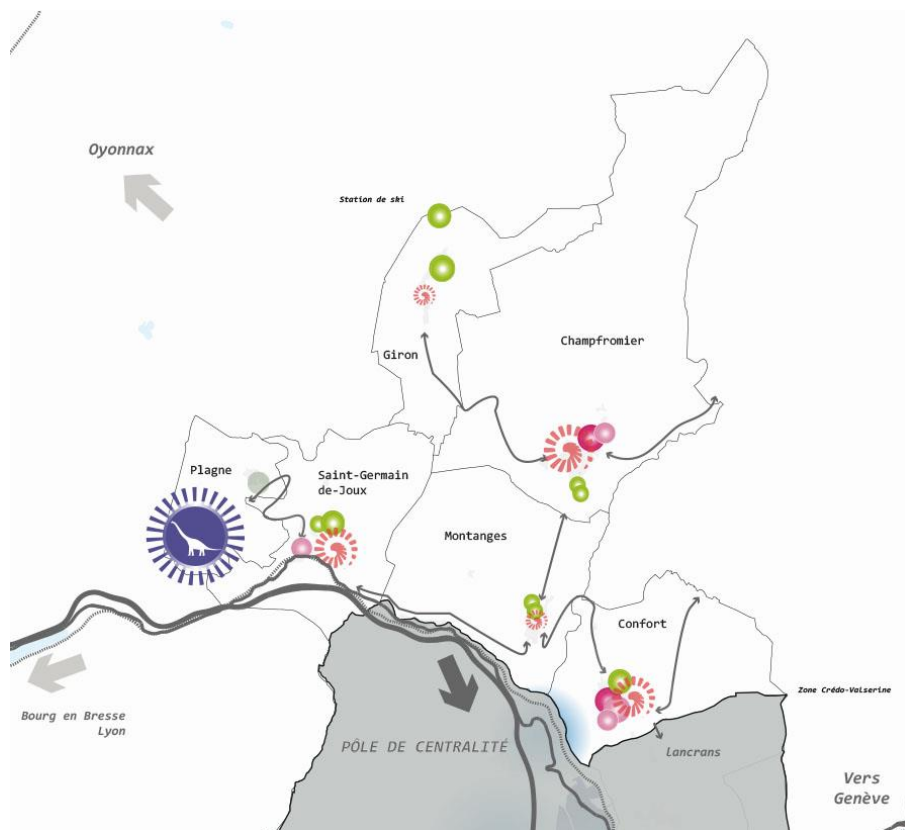 Oyonnax
Station de ski
Champfromier
Giron
Plagne
Saint-Germain
de-Joux
Montanges
Confort
Zone Crédo-Valserine
Bourg en Bresse
Lyon
PÔLE DE CENTRALITÉ
Lancrans
Vers
Genève